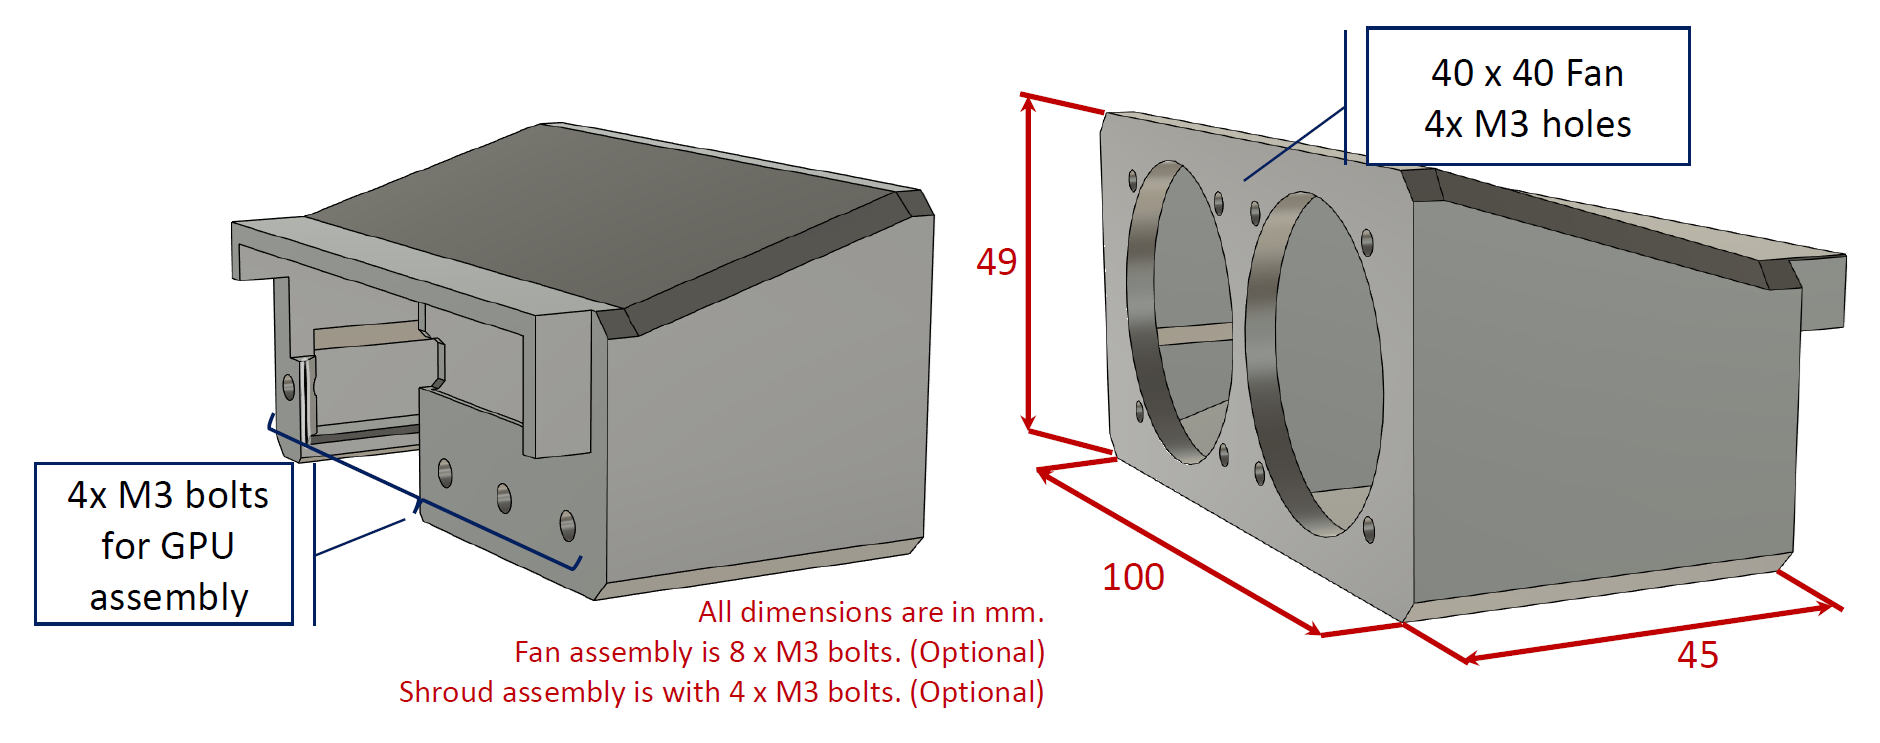 40 x 40 Fan
4x M3 holes
49
100
45
4x M3 bolts
for GPU
assembly
All dimensions are in mm.
Fan assembly is 8 x M3 bolts. (Optional)
Shroud assembly is with 4 x M3 bolts. (Optional)